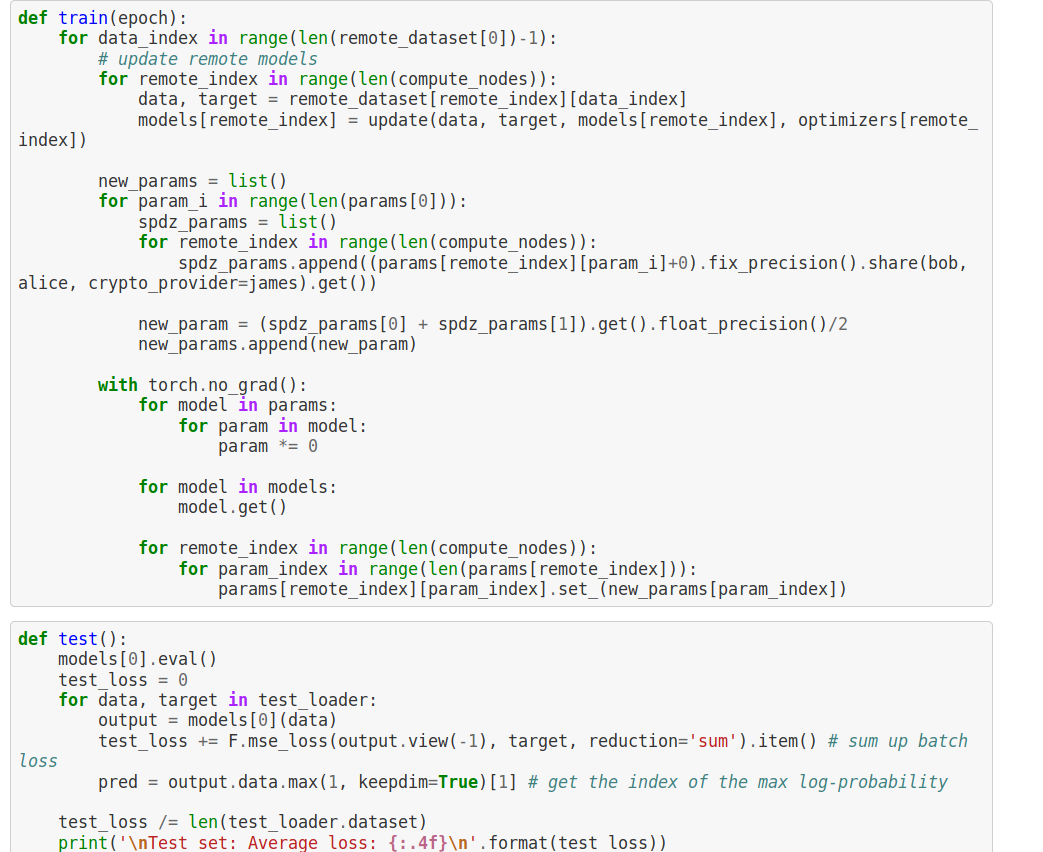 def train(epoch):
    for data_index in range(len(remote_dataset[0])-1):
        # update remote models
        for remote_index in range(len(compute_nodes)):
            data, target = remote_dataset[remote_index][data_index]
            models[remote_index] = update(data, target, models[remote_index], optimizers[remote_
index])
        new_params = list()
        for param_i in range(len(params[0])):
            spdz_params = list()
            for remote_index in range(len(compute_nodes)):
                spdz_params.append((params[remote_index][param_i]+0).fix_precision().share(bob,
alice, crypto_provider=james).get())
            new_param = (spdz_params[0] + spdz_params[1]).get().float_precision()/2
            new_params.append(new_param)
        with torch.no_grad():
            for model in params:
                for param in model:
                    param *= 0
            for model in models:
                model.get()
            for remote_index in range(len(compute_nodes)):
                for param_index in range(len(params[remote_index])):
                    params[remote_index][param_index].set_(new_params[param_index])
def test():
    models[0].eval()
    test_loss = 0
    for data, target in test_loader:
        output = models[0](data)
        test_loss += F.mse_loss(output.view(-1), target, reduction='sum').item() # sum up batch
loss
        pred = output.data.max(1, keepdim=True)[1] # get the index of the max log-probability
    test_loss /= len(test_loader.dataset)
    print('\nTest set: Average loss: {:.4f}\n'.format(test_loss))